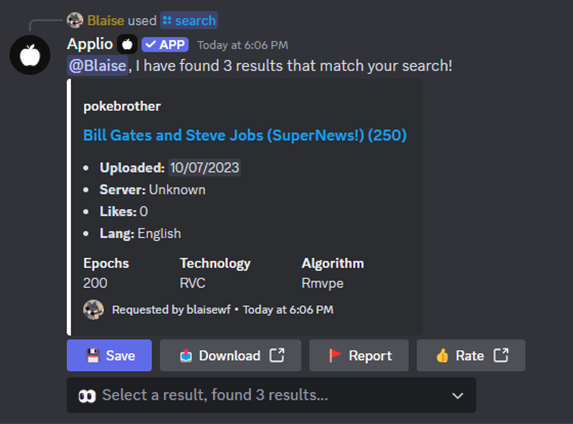 Blaise used search
Applio APP Today at 6:06 PM
@Blaise, I have found 3 results that match your search!
pokebrother
Bill Gates and Steve Jobs (SuperNews!) (250)
• Uploaded: 10/07/2023
• Server: Unknown
• Likes: 0
• Lang: English
Epochs Technology Algorithm
200 RVC Rmvpe
Requested by blaisewf • Today at 6:06 PM
Save Download Report Rate
Select a result, found 3 results...